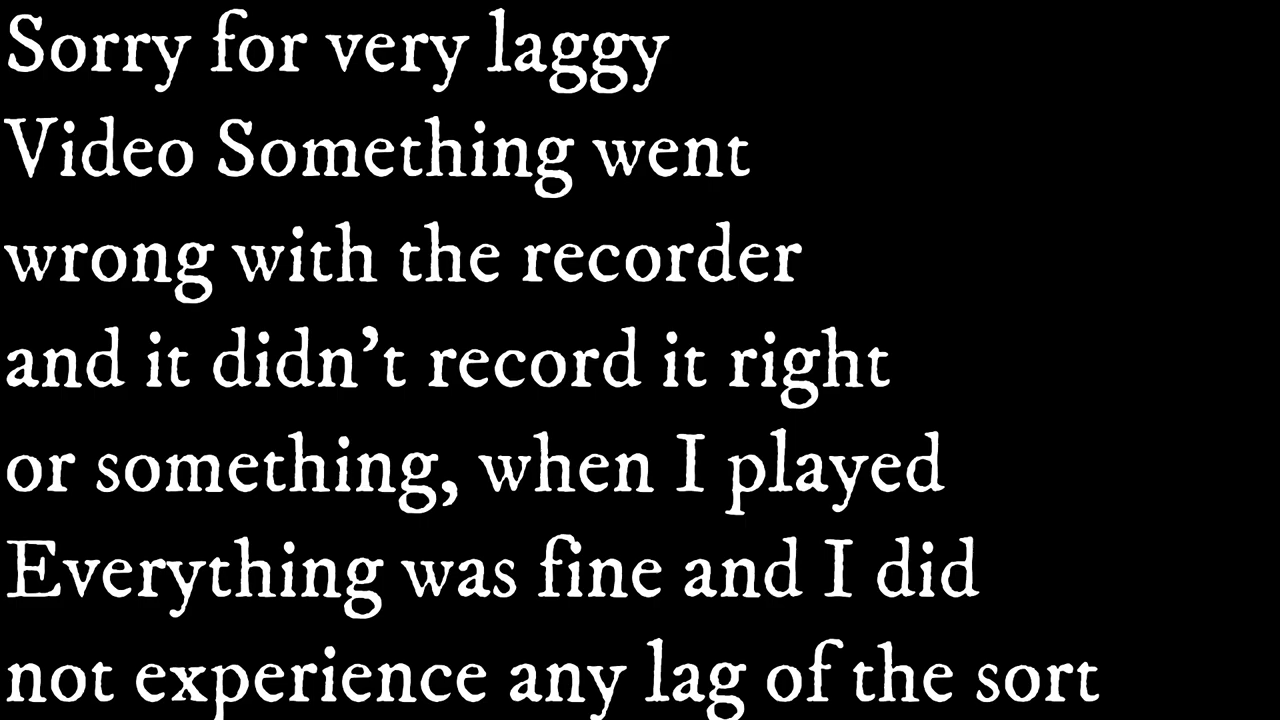 Sorry for very laggy
Video Something went
wrong with the recorder
and it didn't record it right
or something, when I played
Everything was fine and I did
not experience any lag of the sort